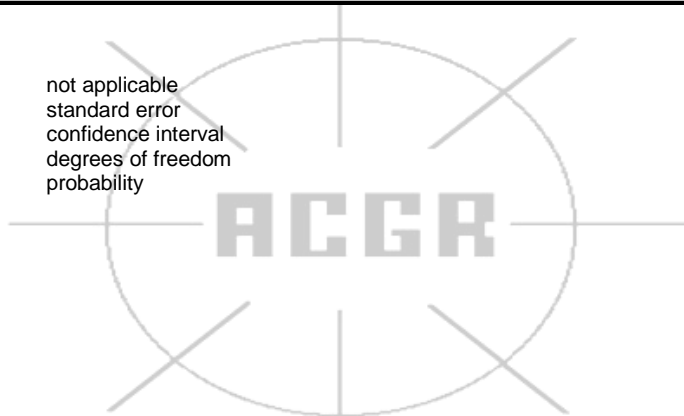 not applicable
standard error
confidence interval
degrees of freedom
probability
ACGR